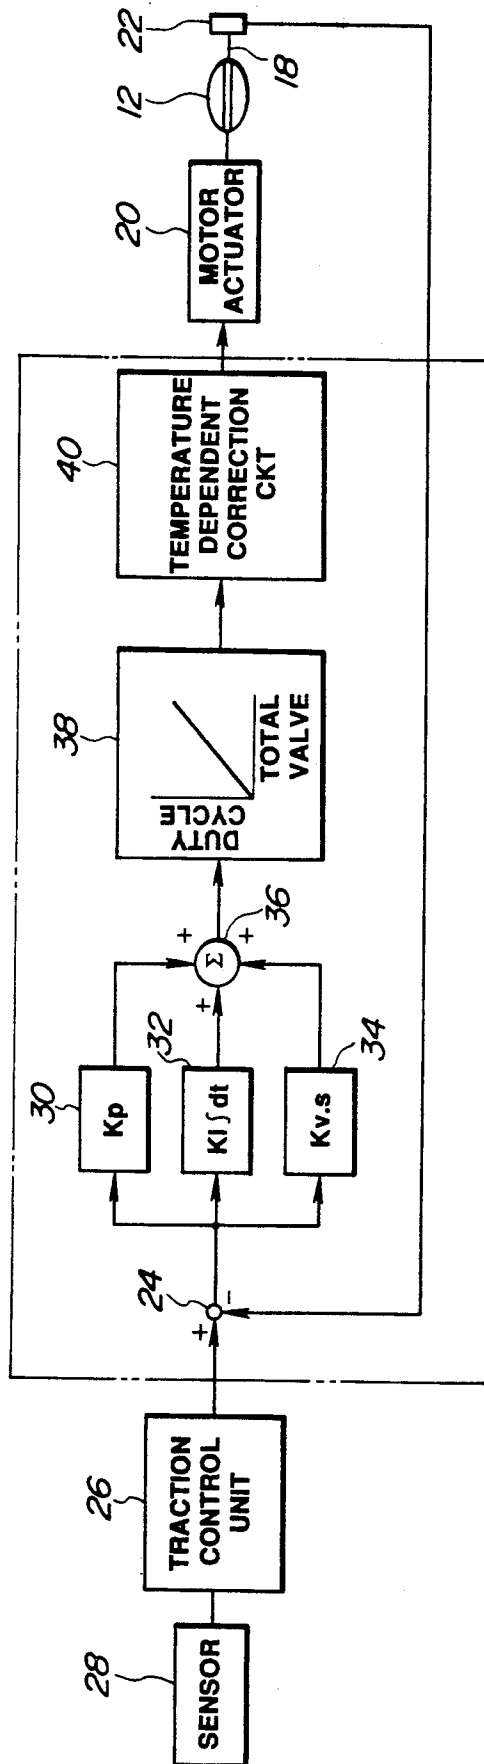 28
SENSOR
26
TRACTION
CONTROL
UNIT
24
+
-
30
Kp
32
KI∫dt
34
Kv.s
+
+
+
Σ
36
38
DUTY
CYCLE
TOTAL
VALVE
40
TEMPERATURE
DEPENDENT
CORRECTION
CKT
20
MOTOR
ACTUATOR
12
18
22